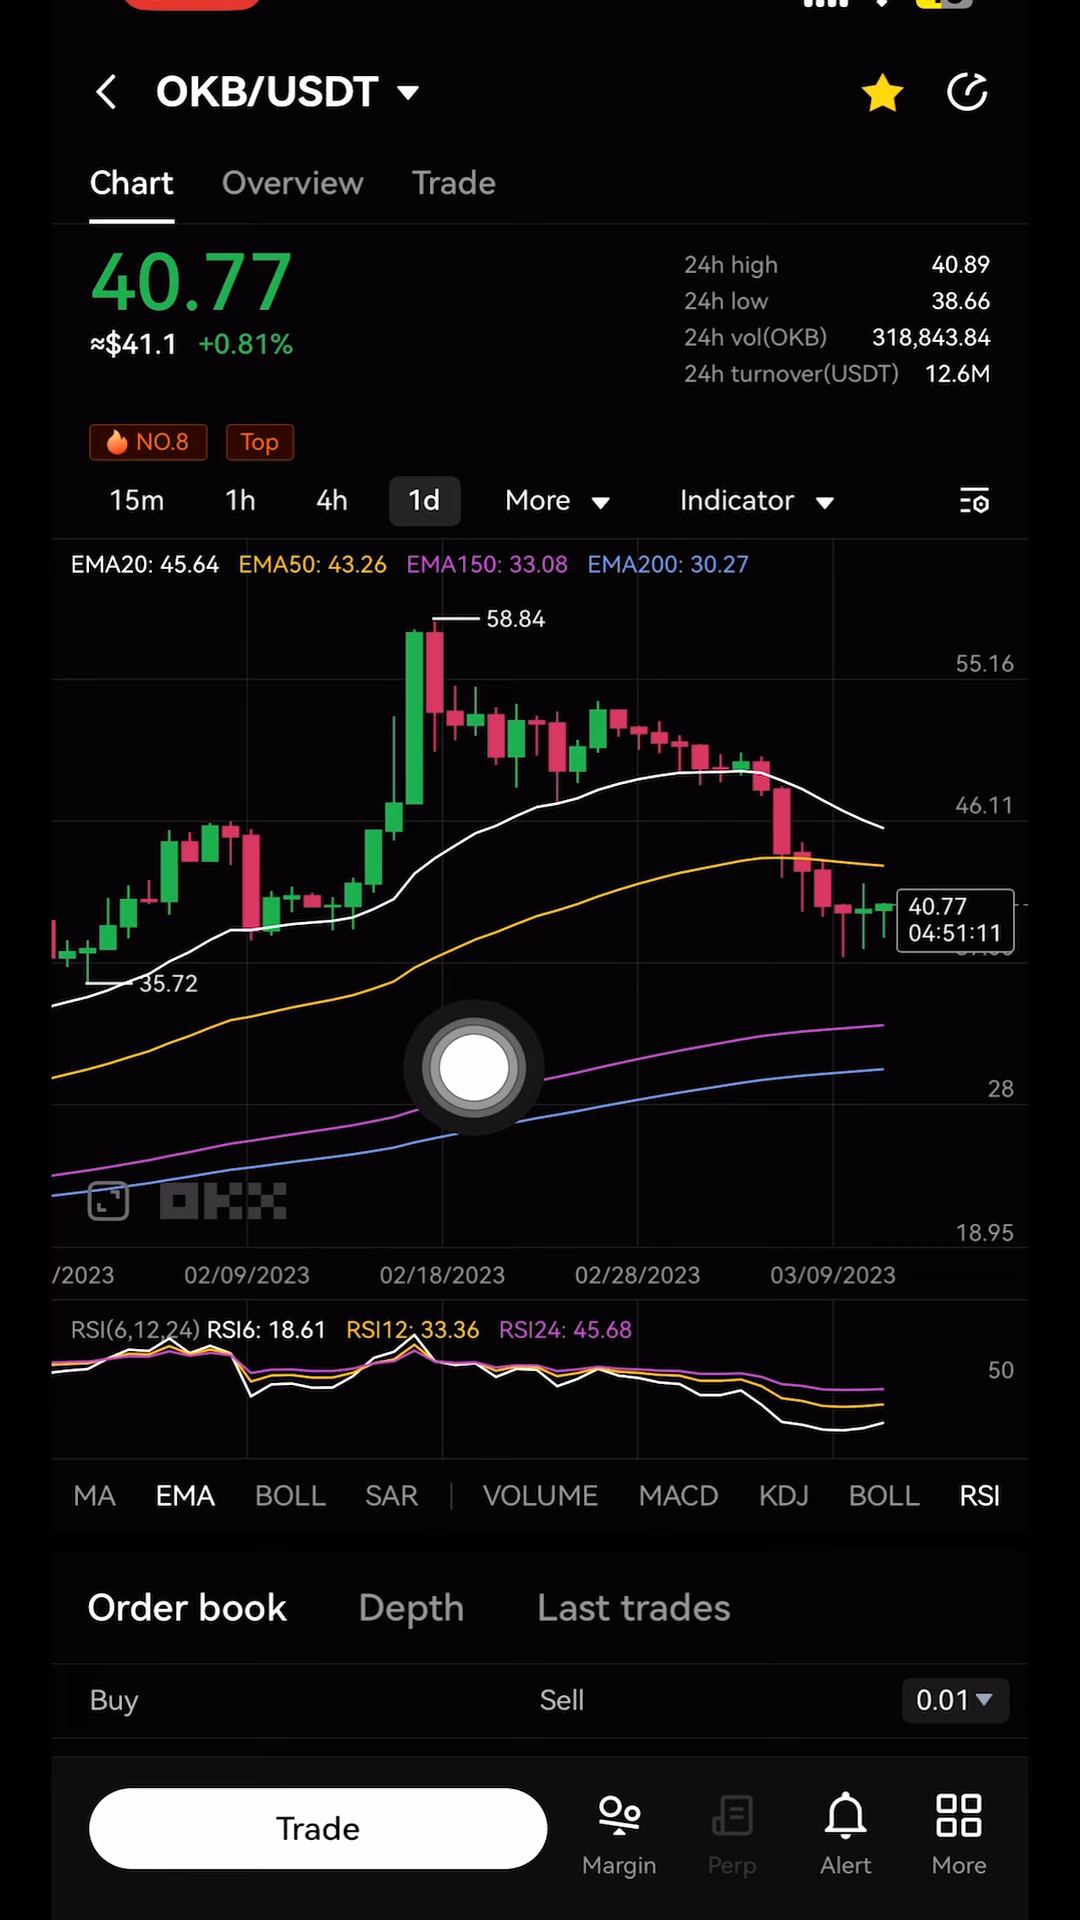 OKB/USDT
Chart Overview Trade
40.77
≈$41.1 +0.81%
24h high 40.89
24h low 38.66
24h vol(OKB) 318,843.84
24h turnover(USDT) 12.6M
NO.8 Top
15m 1h 4h 1d More Indicator
EMA20: 45.64 EMA50: 43.26 EMA150: 33.08 EMA200: 30.27
58.84
55.16
46.11
40.77
04:51:11
35.72
28
OKX
18.95
/2023 02/09/2023 02/18/2023 02/28/2023 03/09/2023
RSI(6,12,24) RSI6: 18.61 RSI12: 33.36 RSI24: 45.68
50
MA EMA BOLL SAR | VOLUME MACD KDJ BOLL RSI
Order book Depth Last trades
Buy Sell 0.01
Trade
Margin Perp Alert More